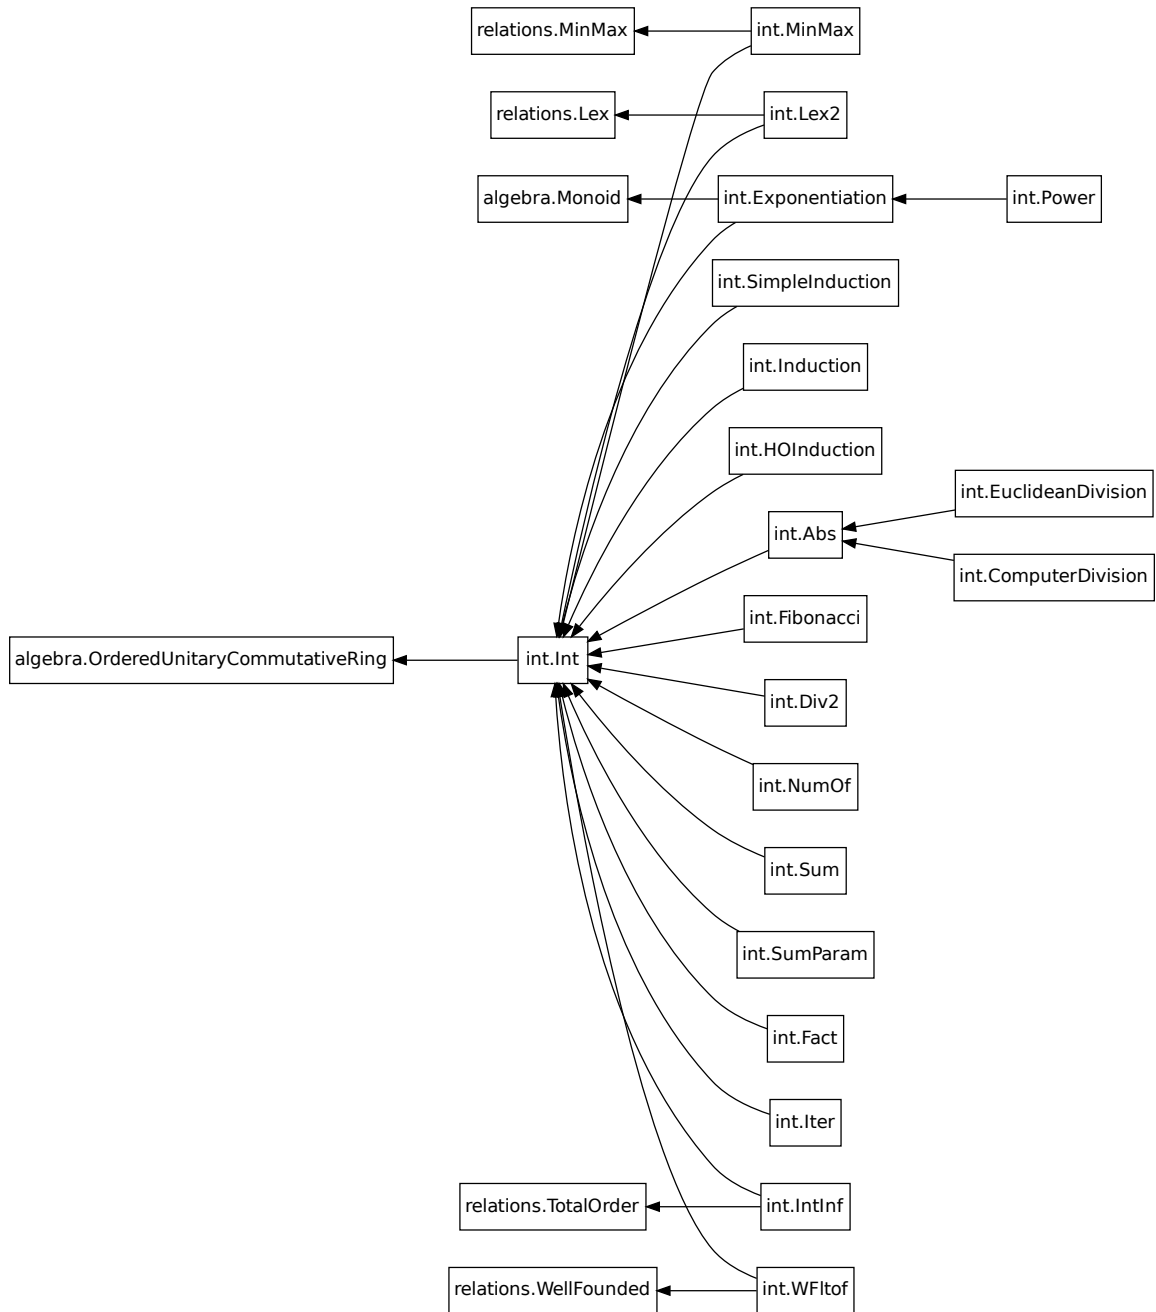 relations.MinMax
int.MinMax
relations.Lex
int.Lex2
algebra.Monoid
int.Exponentiation
int.Power
int.SimpleInduction
int.Induction
int.HOInduction
int.EuclideanDivision
int.Abs
int.ComputerDivision
int.Fibonacci
algebra.OrderedUnitaryCommutativeRing
int.Int
int.Div2
int.NumOf
int.Sum
int.SumParam
int.Fact
int.Iter
relations.TotalOrder
int.IntInf
relations.WellFounded
int.WFltof